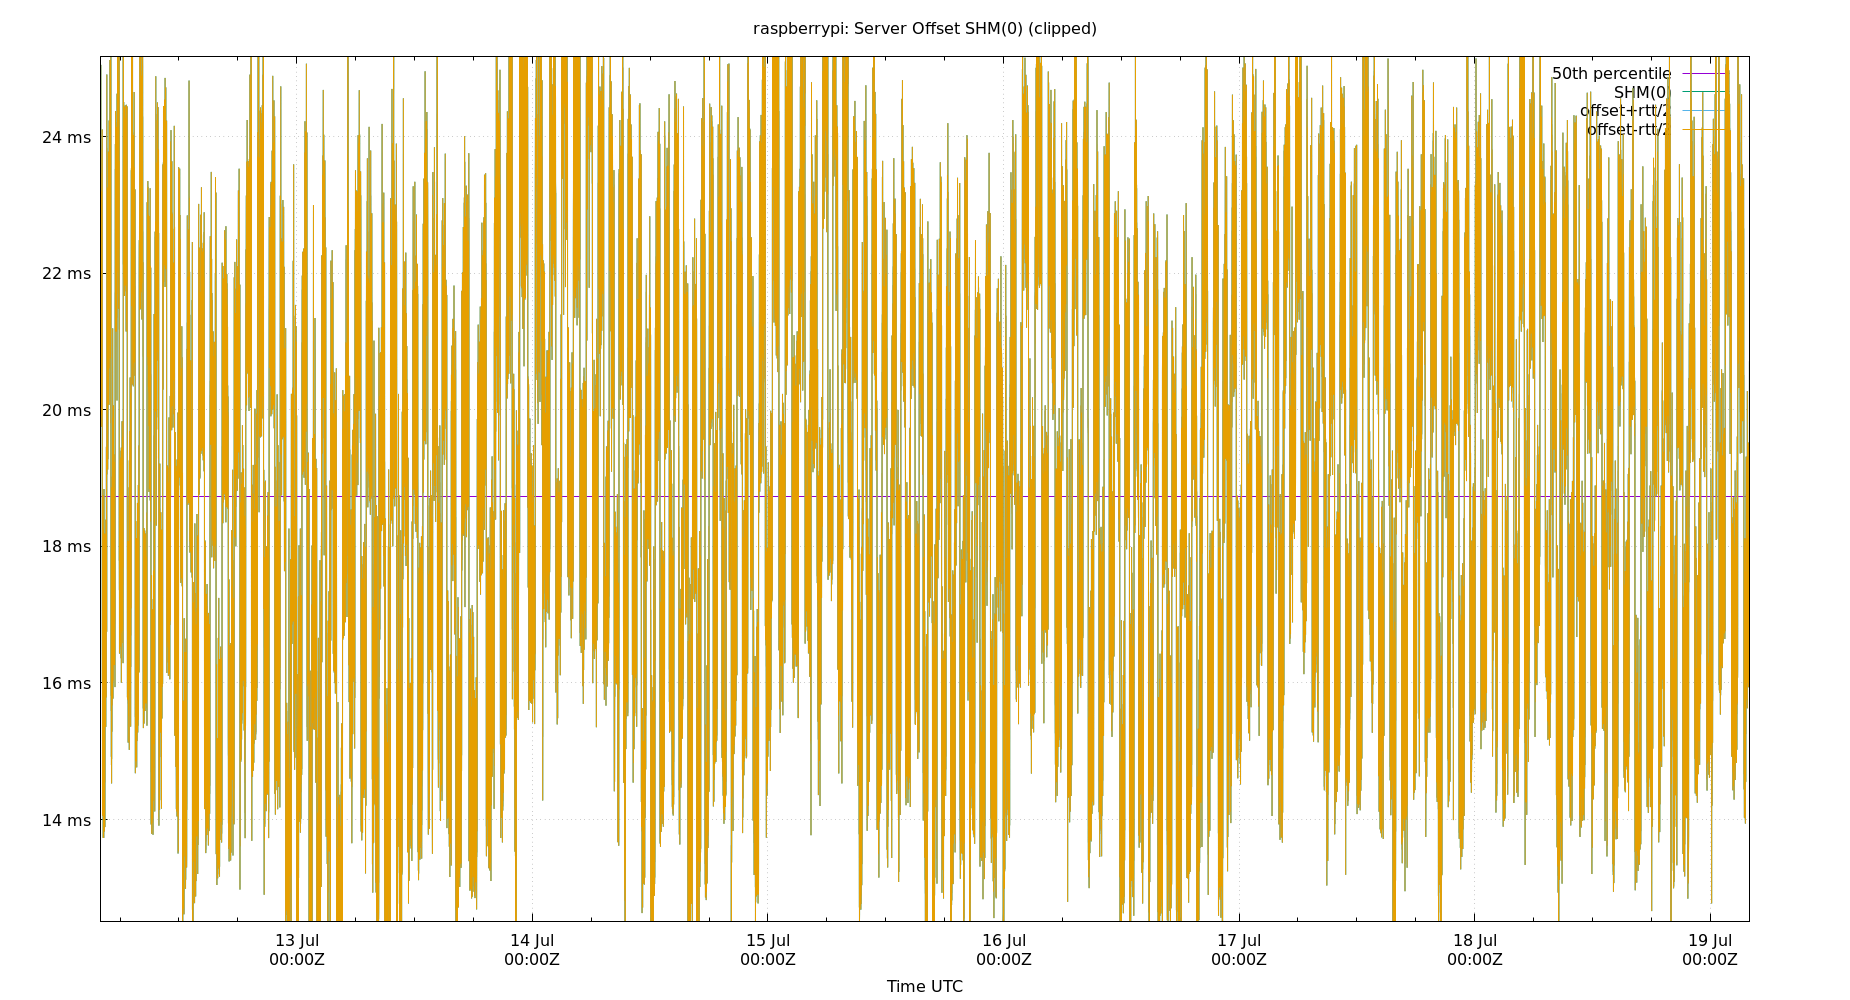 raspberrypi: Server Offset SHM(0) (clipped)
50th percentile
SHM(0)
offset+rtt/2
offset-rtt/2
24 ms
22 ms
20 ms
18 ms
16 ms
14 ms
13 Jul 14 Jul 15 Jul 16 Jul 17 Jul 18 Jul 19 Jul
00:00Z 00:00Z 00:00Z 00:00Z 00:00Z 00:00Z 00:00Z
Time UTC